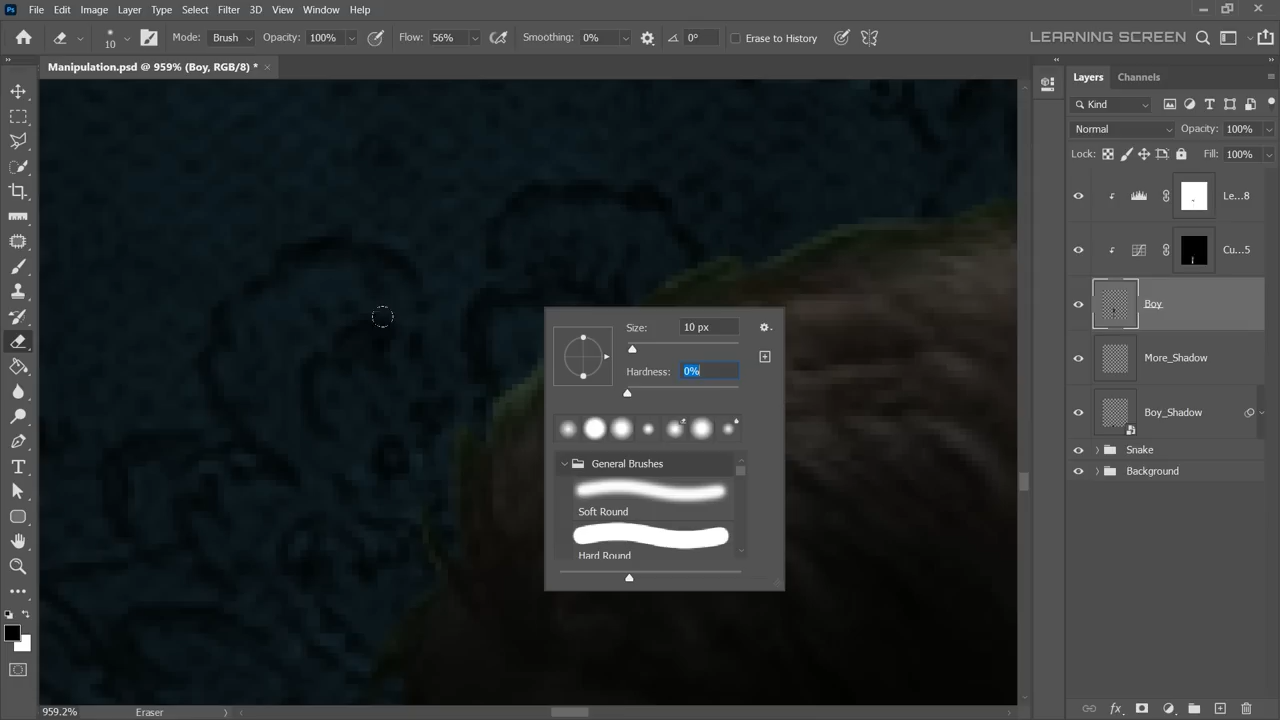 Ps File Edit Image Layer Type Select Filter 3D View Window Help
10 Mode: Brush Opacity: 100% Flow: 56% Smoothing: 0% 0° Erase to History LEARNING SCREEN
Manipulation.psd @ 959% (Boy, RGB/8) *
Layers Channels
Kind
Normal Opacity: 100%
Lock: Fill: 100%
Le...8
Cu...5
Boy
More_Shadow
Boy_Shadow
Snake
Background
Size: 10 px
Hardness: 0%
General Brushes
Soft Round
Hard Round
959.2% Eraser